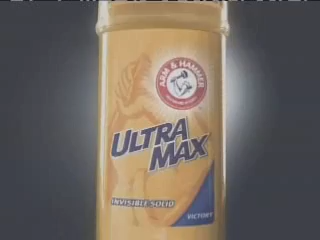 ARM & HAMMER
ULTRA
MAX
INVISIBLE SOLID
VICTORY